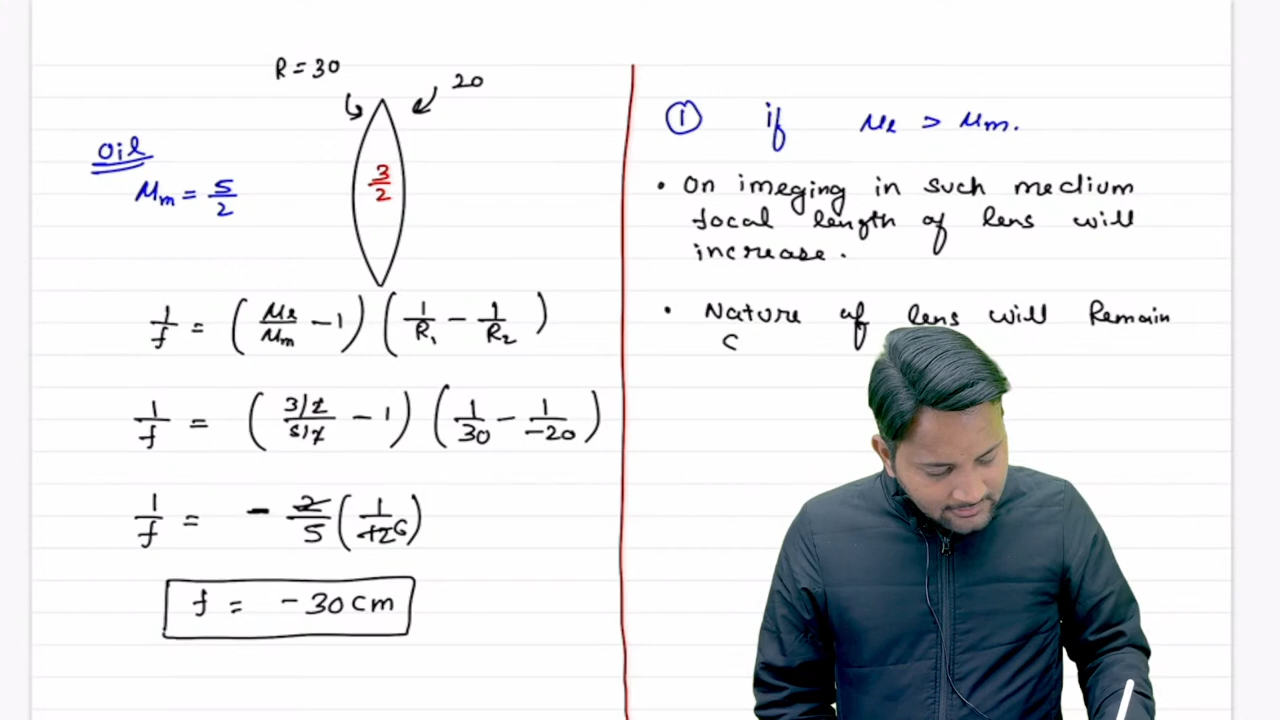 R = 30
20
Oil
μm = 5/2
3/2
1/f = (μl/μm - 1) (1/R₁ - 1/R₂)
1/f = (3/2 / 5/2 - 1) (1/30 - 1/-20)
1/f = - 2/5 (1/12 6)
f = - 30 cm
① if μl > μm.
• On imeging in such medium
focal length of lens will
increase.
• Nature of lens will Remain
S